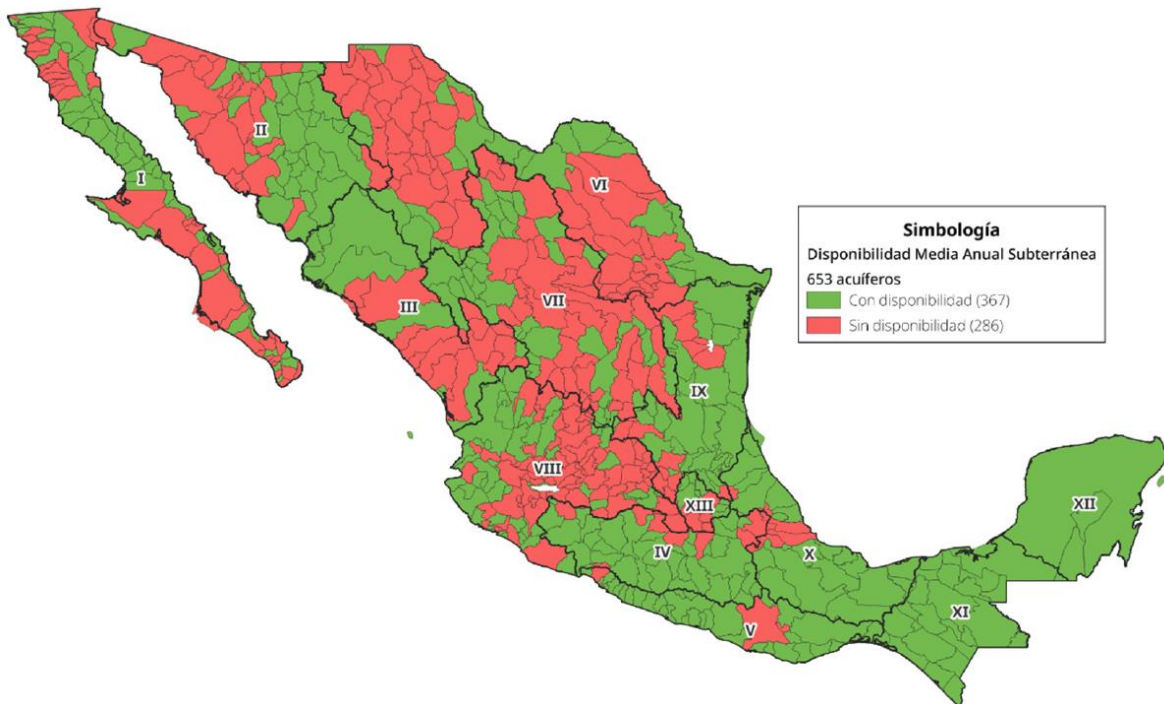 II
I
VI
III
VII
IX
VIII
XIII
IV
X
V
XI
XII
Simbología
Disponibilidad Media Anual Subterránea
653 acuíferos
Con disponibilidad (367)
Sin disponibilidad (286)